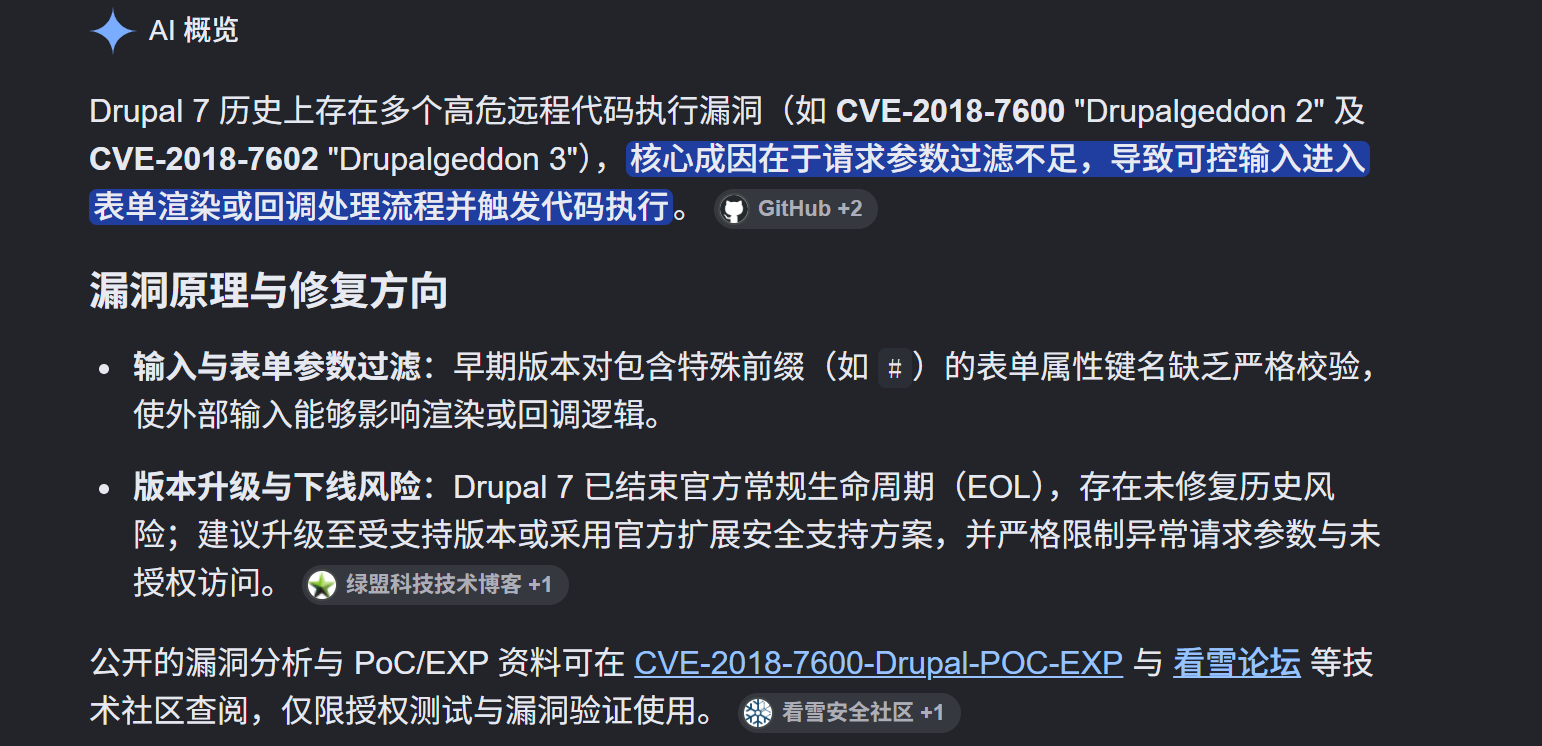 AI 概览
Drupal 7 历史上存在多个高危远程代码执行漏洞（如 CVE-2018-7600 "Drupalgeddon 2" 及
CVE-2018-7602 "Drupalgeddon 3"），核心成因在于请求参数过滤不足，导致可控输入进入
表单渲染或回调处理流程并触发代码执行。 GitHub +2
漏洞原理与修复方向
• 输入与表单参数过滤：早期版本对包含特殊前缀（如 # ）的表单属性键名缺乏严格校验，
使外部输入能够影响渲染或回调逻辑。
• 版本升级与下线风险：Drupal 7 已结束官方常规生命周期（EOL），存在未修复历史风
险；建议升级至受支持版本或采用官方扩展安全支持方案，并严格限制异常请求参数与未
授权访问。 绿盟科技技术博客 +1
公开的漏洞分析与 PoC/EXP 资料可在 CVE-2018-7600-Drupal-POC-EXP 与 看雪论坛 等技
术社区查阅，仅限授权测试与漏洞验证使用。 看雪安全社区 +1